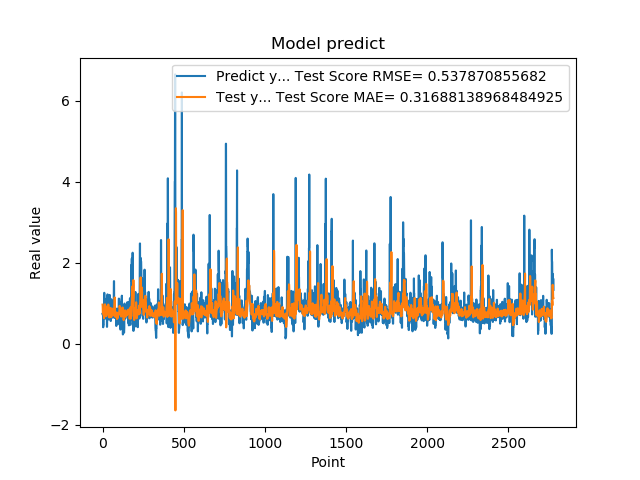 Model predict
Predict y... Test Score RMSE= 0.537870855682
Test y... Test Score MAE= 0.31688138968484925
6
4
2
0
−2
Real value
0 500 1000 1500 2000 2500
Point